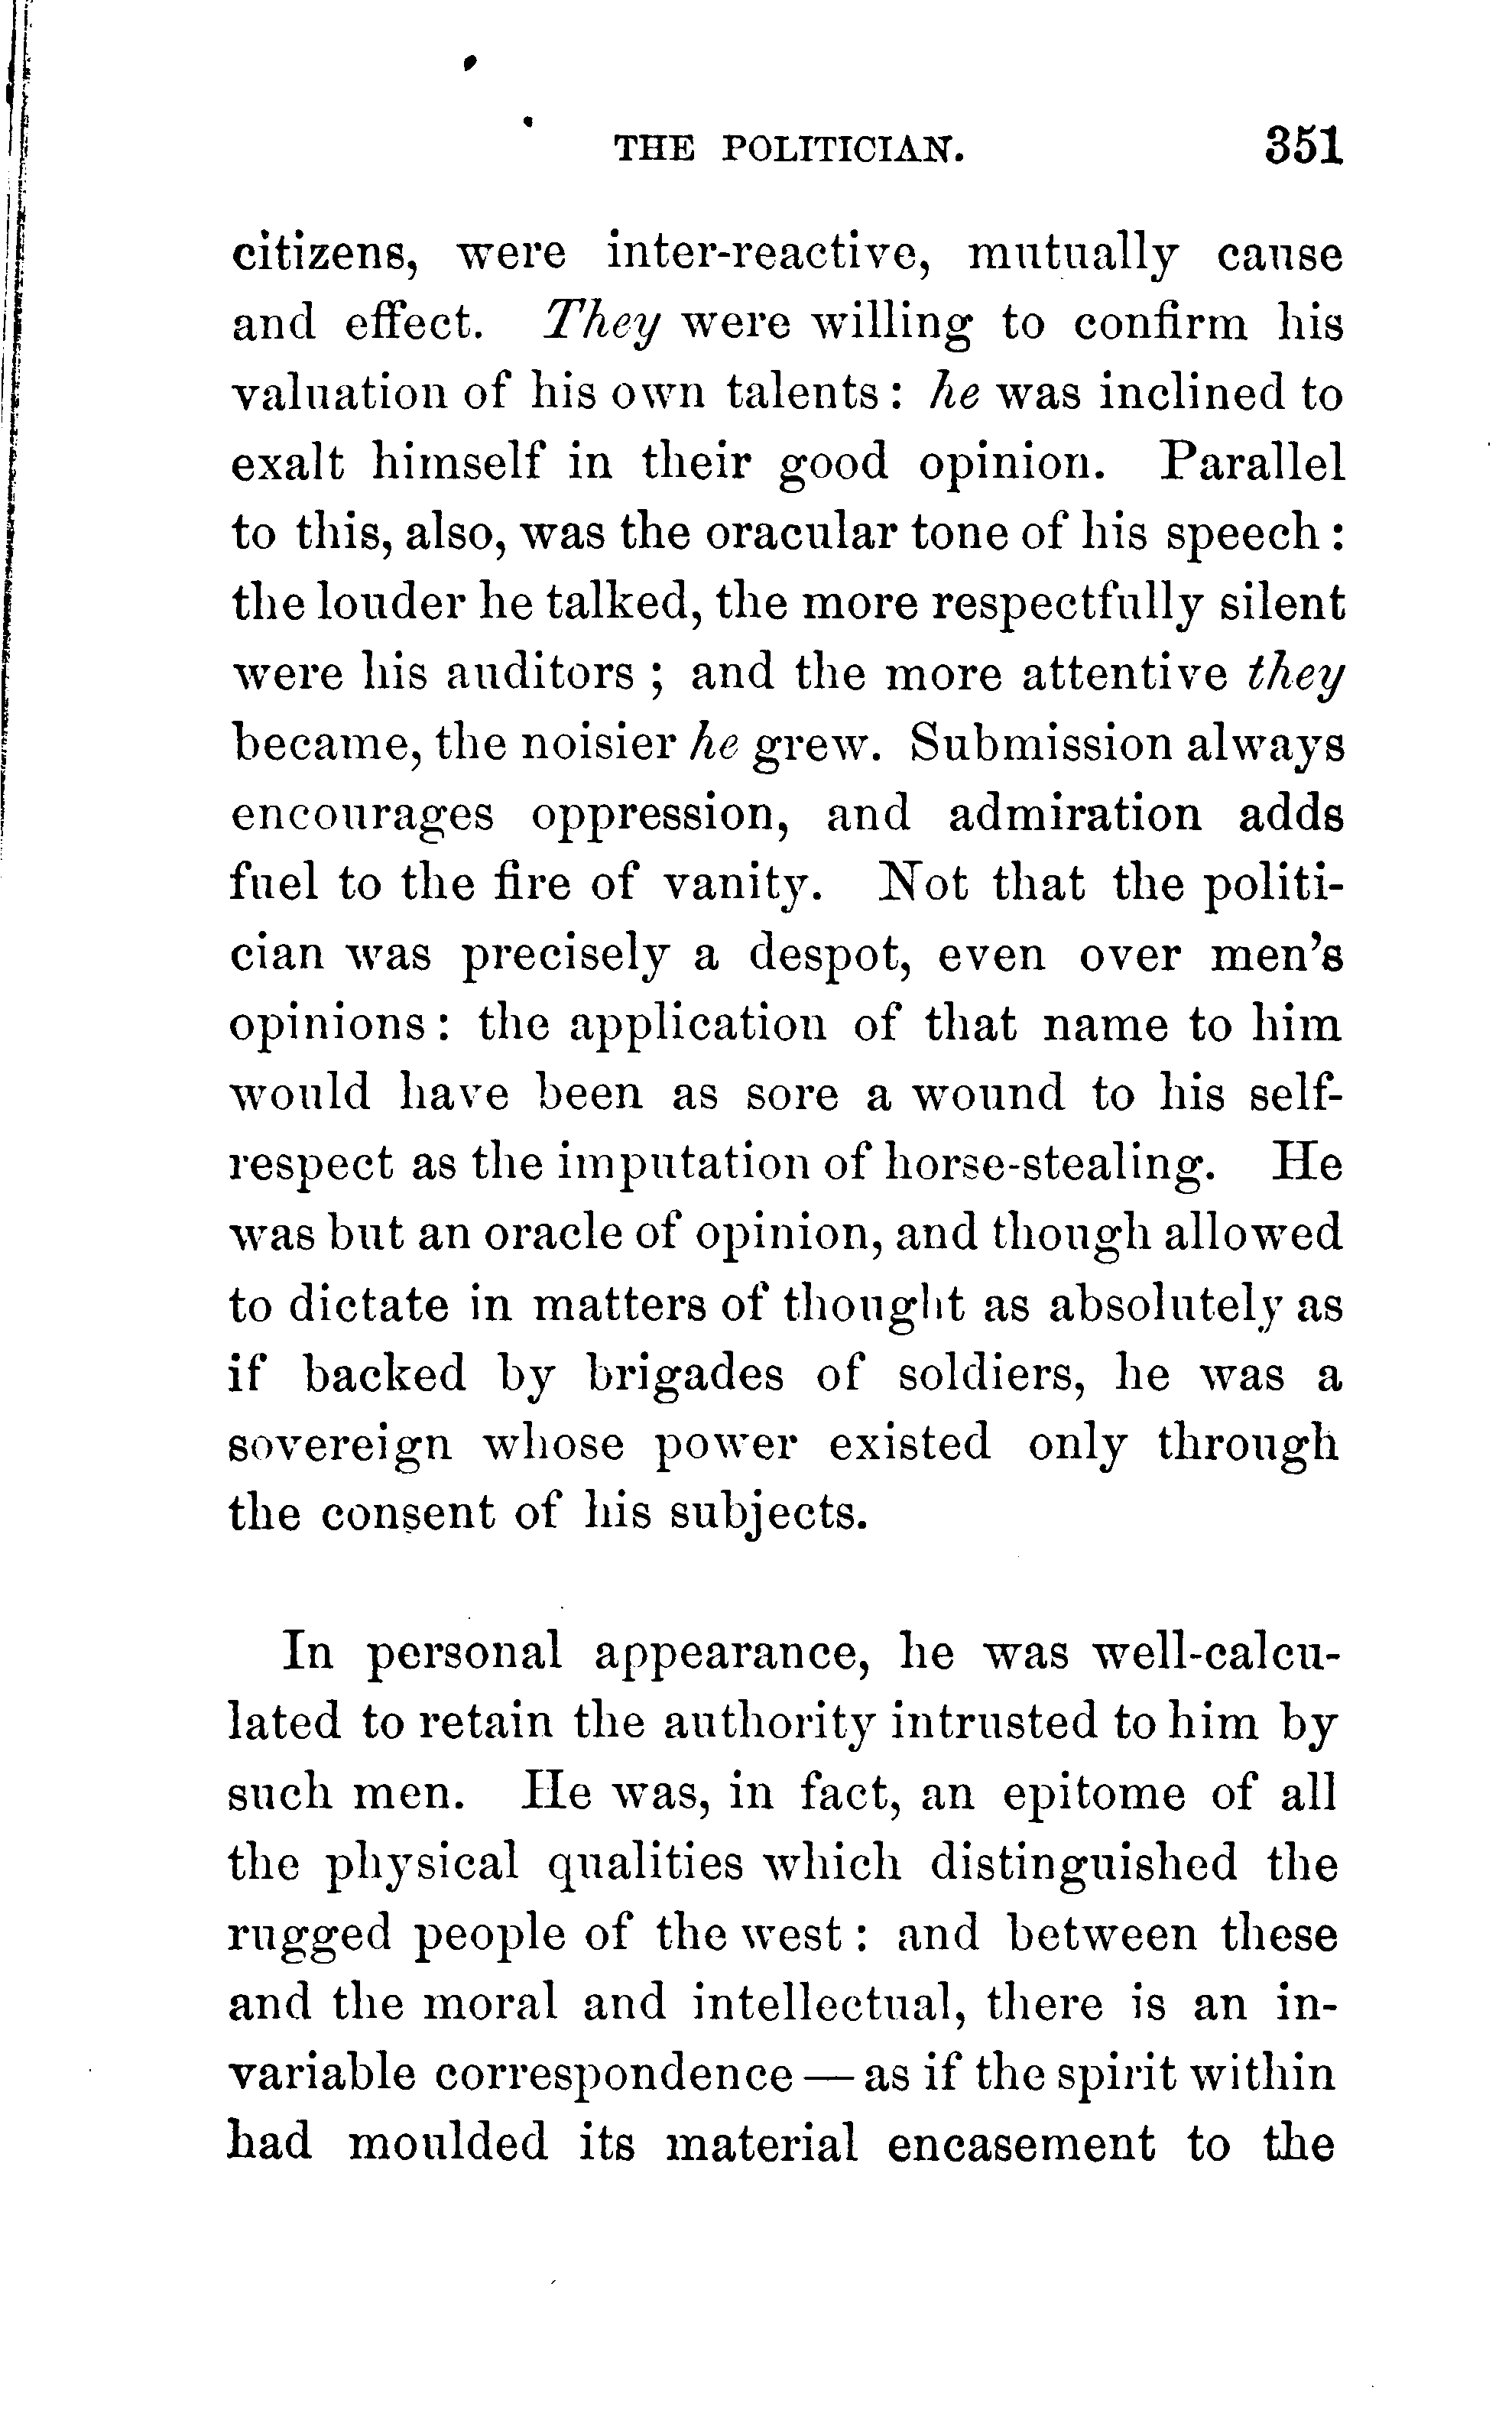 THE POLITICIAN. 351
citizens, were inter-reactive, mutually cause
and effect. They were willing to confirm his
valuation of his own talents : he was inclined to
exalt himself in their good opinion. Parallel
to this, also, was the oracular tone of his speech :
the louder he talked, the more respectfully silent
were his auditors ; and the more attentive they
became, the noisier he grew. Submission always
encourages oppression, and admiration adds
fuel to the fire of vanity. Not that the politi-
cian was precisely a despot, even over men's
opinions : the application of that name to him
would have been as sore a wound to his self-
respect as the imputation of horse-stealing. He
was but an oracle of opinion, and though allowed
to dictate in matters of thought as absolutely as
if backed by brigades of soldiers, he was a
sovereign whose power existed only through
the consent of his subjects.
In personal appearance, he was well-calcu-
lated to retain the authority intrusted to him by
such men. He was, in fact, an epitome of all
the physical qualities which distinguished the
rugged people of the west : and between these
and the moral and intellectual, there is an in-
variable correspondence — as if the spirit within
had moulded its material encasement to the